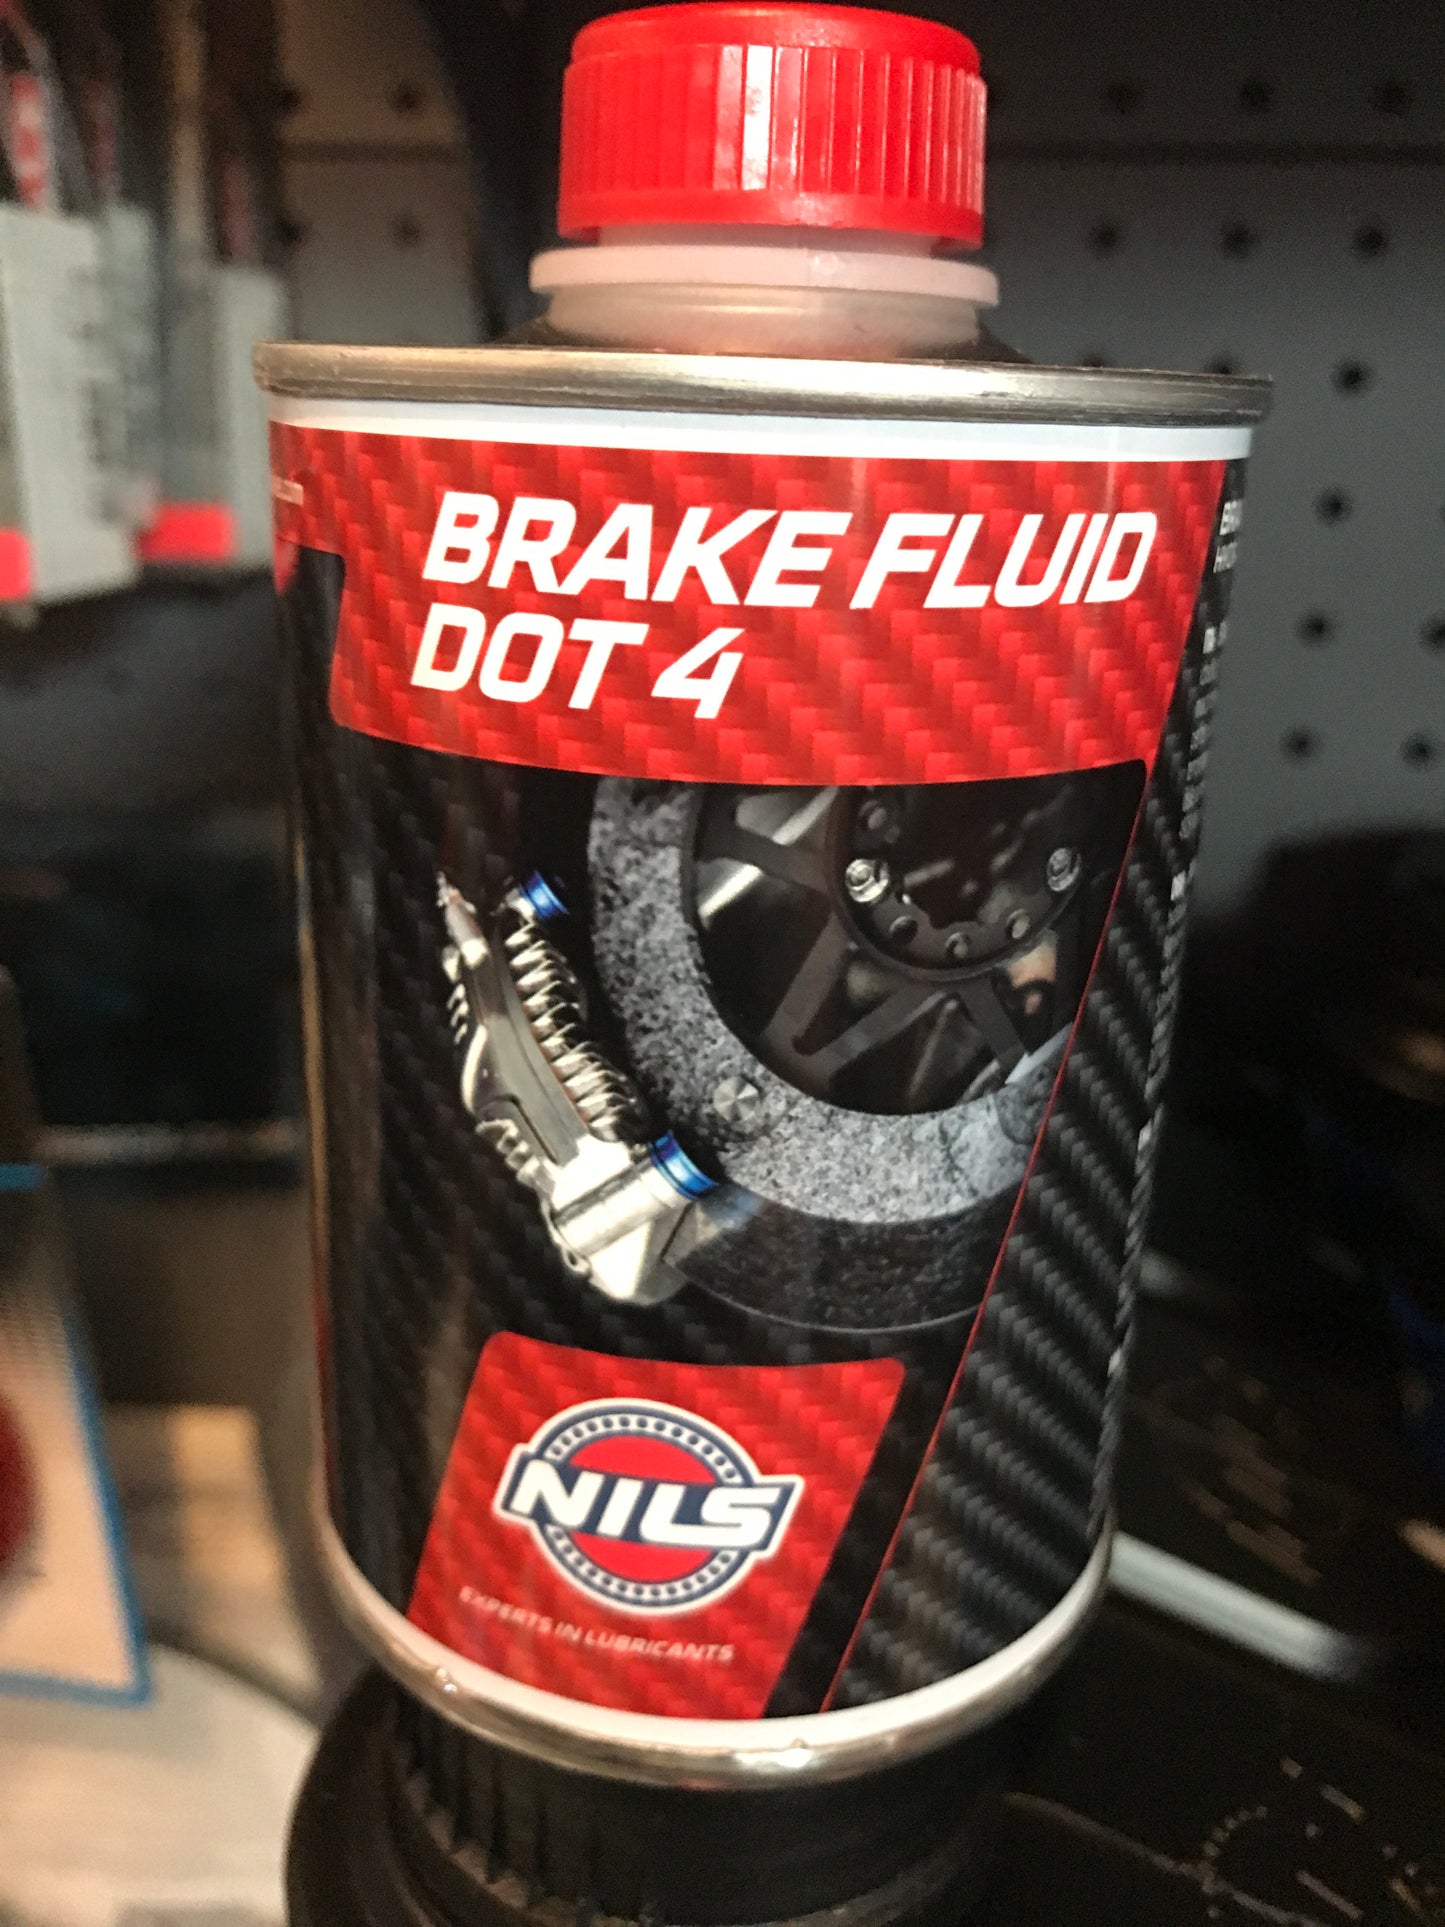 BRAKE FLUID
DOT 4
NILS
EXPERTS IN LUBRICANTS